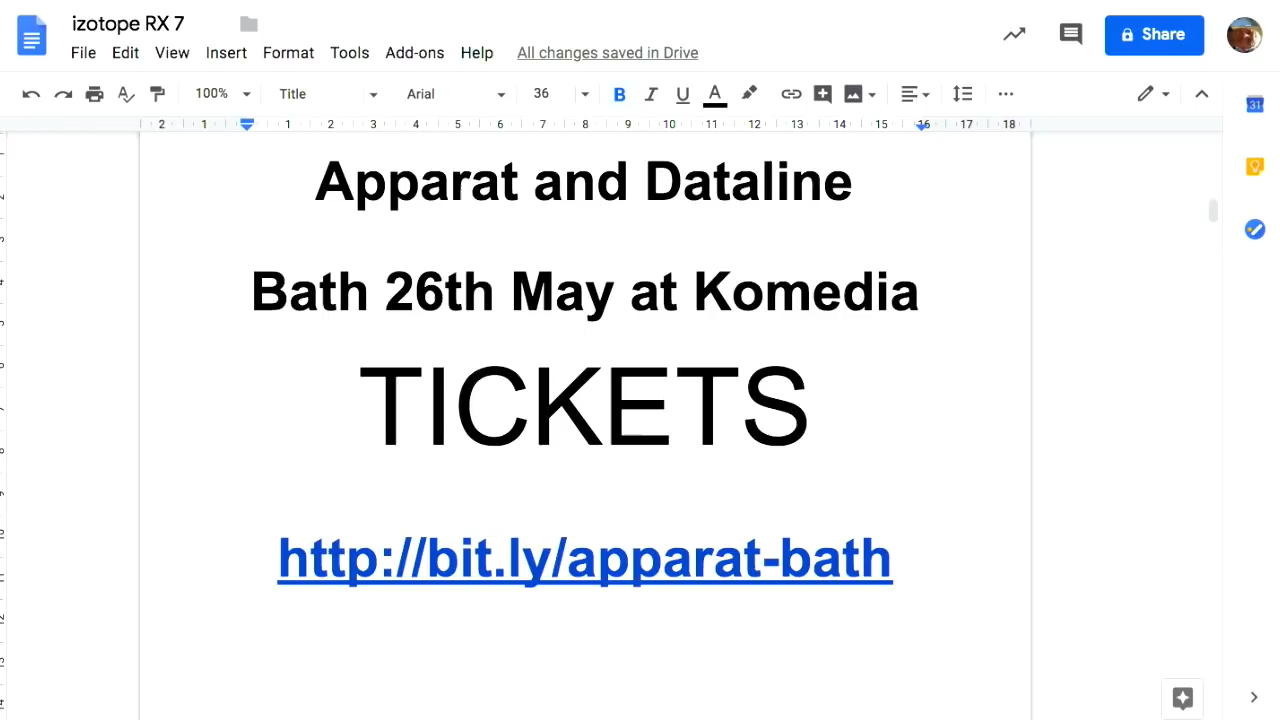 izotope RX 7
File Edit View Insert Format Tools Add-ons Help All changes saved in Drive
Share
100% Title Arial 36 B I U A
31
2 1 1 2 3 4 5 6 7 8 9 10 11 12 13 14 15 16 17 18
Apparat and Dataline
Bath 26th May at Komedia
TICKETS
http://bit.ly/apparat-bath